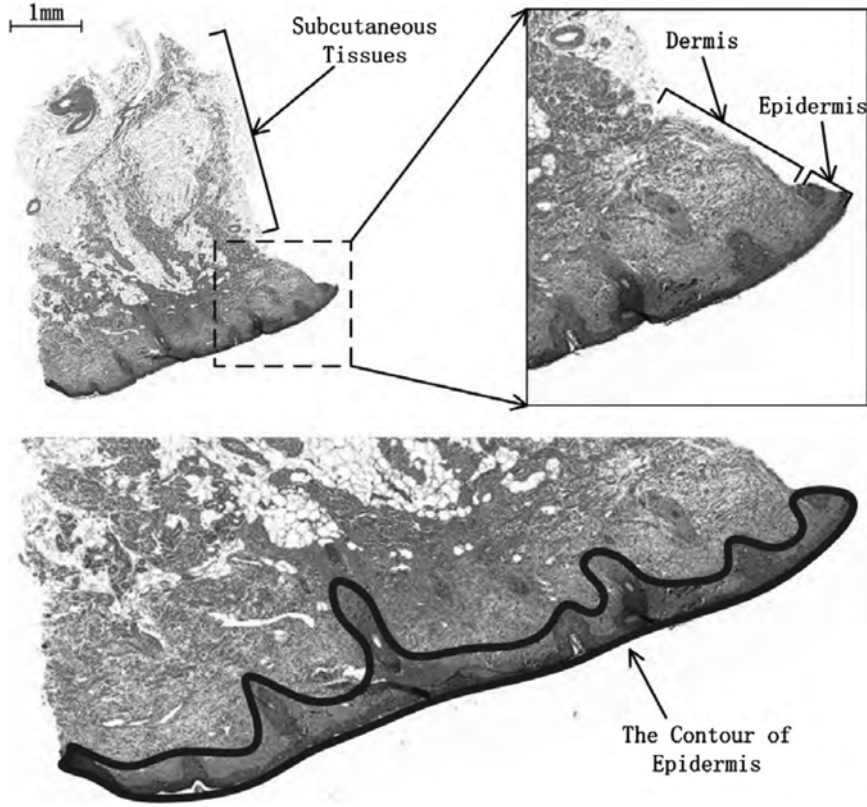 1mm
Subcutaneous
Tissues
Dermis
Epidermis
The Contour of
Epidermis